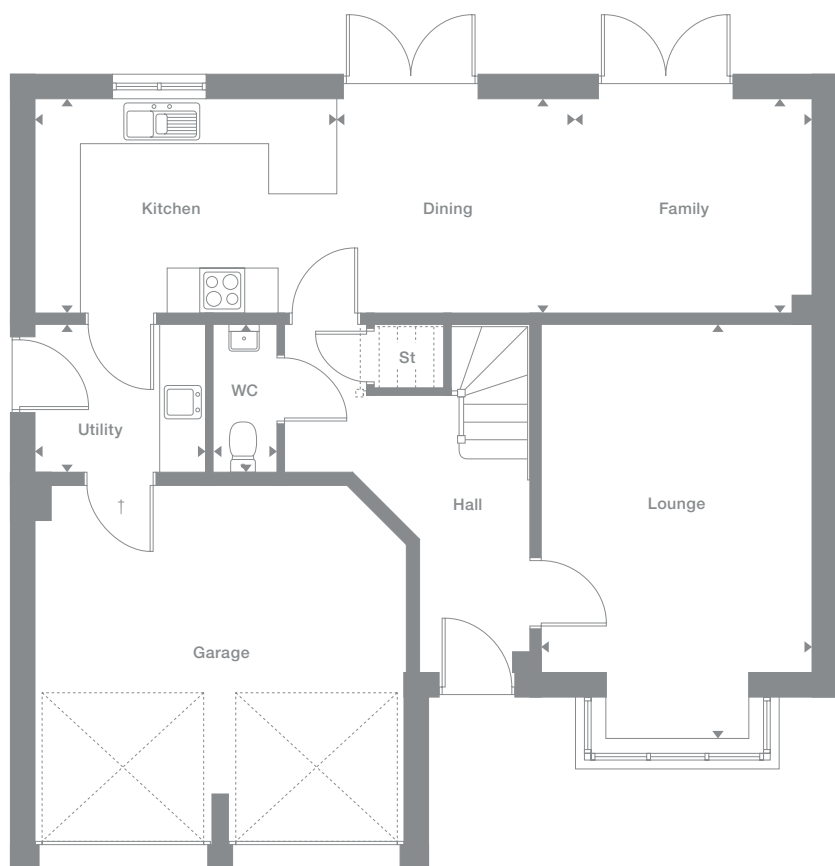 Kitchen
Dining
Family
St
WC
Utility
†
Hall
Lounge
Garage